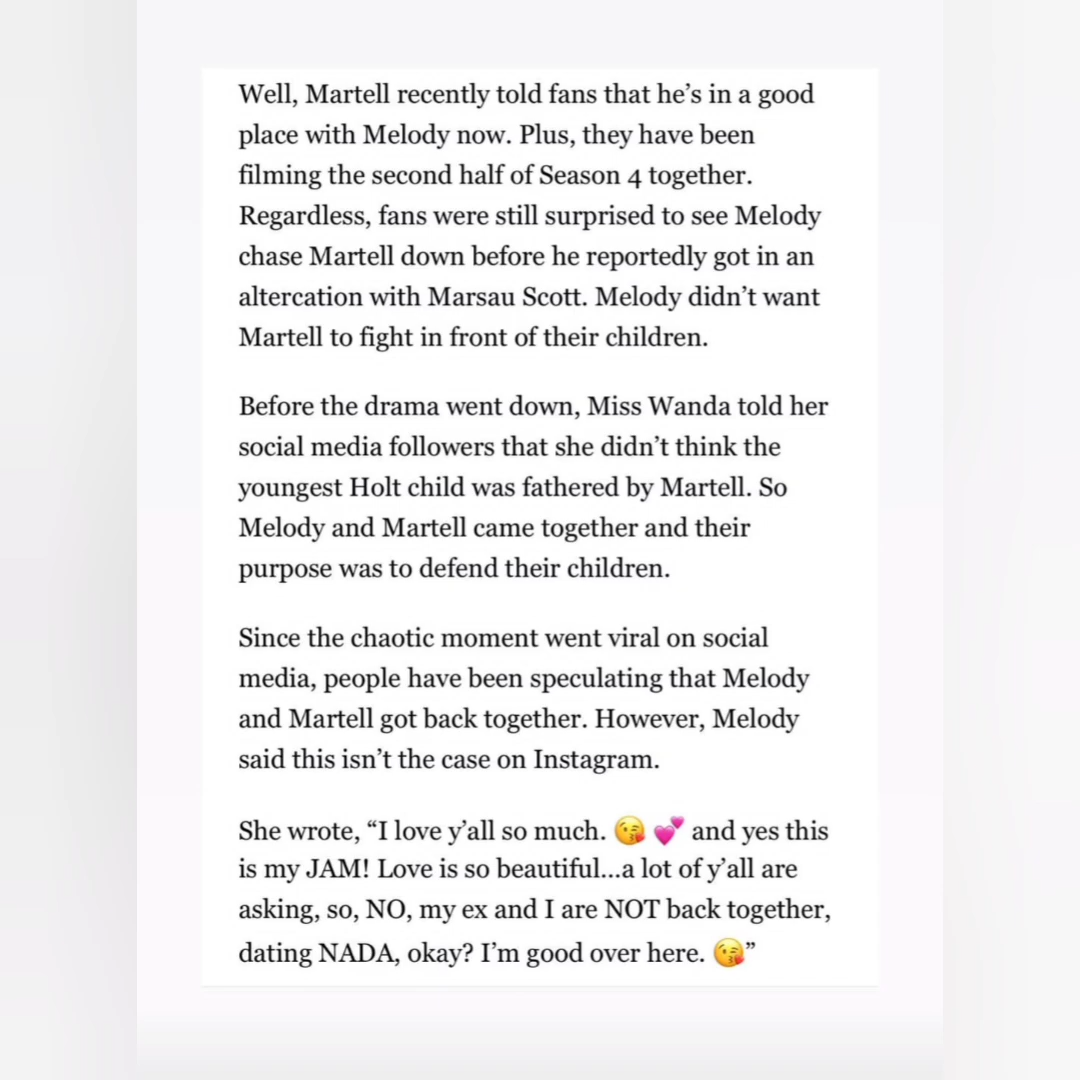 Well, Martell recently told fans that he’s in a good
place with Melody now. Plus, they have been
filming the second half of Season 4 together.
Regardless, fans were still surprised to see Melody
chase Martell down before he reportedly got in an
altercation with Marsau Scott. Melody didn’t want
Martell to fight in front of their children.
Before the drama went down, Miss Wanda told her
social media followers that she didn’t think the
youngest Holt child was fathered by Martell. So
Melody and Martell came together and their
purpose was to defend their children.
Since the chaotic moment went viral on social
media, people have been speculating that Melody
and Martell got back together. However, Melody
said this isn’t the case on Instagram.
She wrote, “I love y’all so much. 😘 💕 and yes this
is my JAM! Love is so beautiful…a lot of y’all are
asking, so, NO, my ex and I are NOT back together,
dating NADA, okay? I’m good over here. 😘”